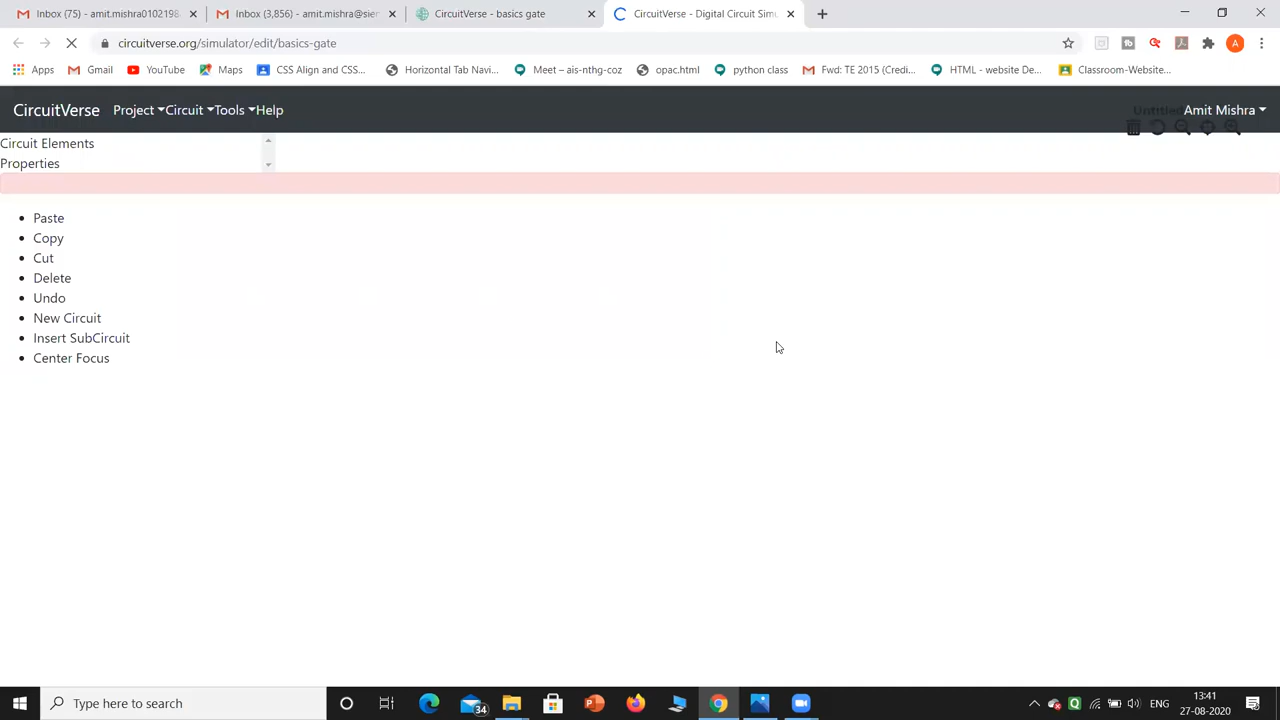 Inbox (75) - amit.mishra0102198
Inbox (3,856) - amit.mishra@sier
CircuitVerse - basics gate
CircuitVerse - Digital Circuit Simu
circuitverse.org/simulator/edit/basics-gate
A
Apps
Gmail
YouTube
Maps
CSS Align and CSS...
Horizontal Tab Navi...
Meet – ais-nthg-coz
opac.html
python class
Fwd: TE 2015 (Credi...
HTML - website De...
Classroom-Website...
CircuitVerse
Project
Circuit
Tools
Help
Untitled
Amit Mishra
Circuit Elements
Properties
Paste
Copy
Cut
Delete
Undo
New Circuit
Insert SubCircuit
Center Focus
Type here to search
34
ENG
13:41
27-08-2020